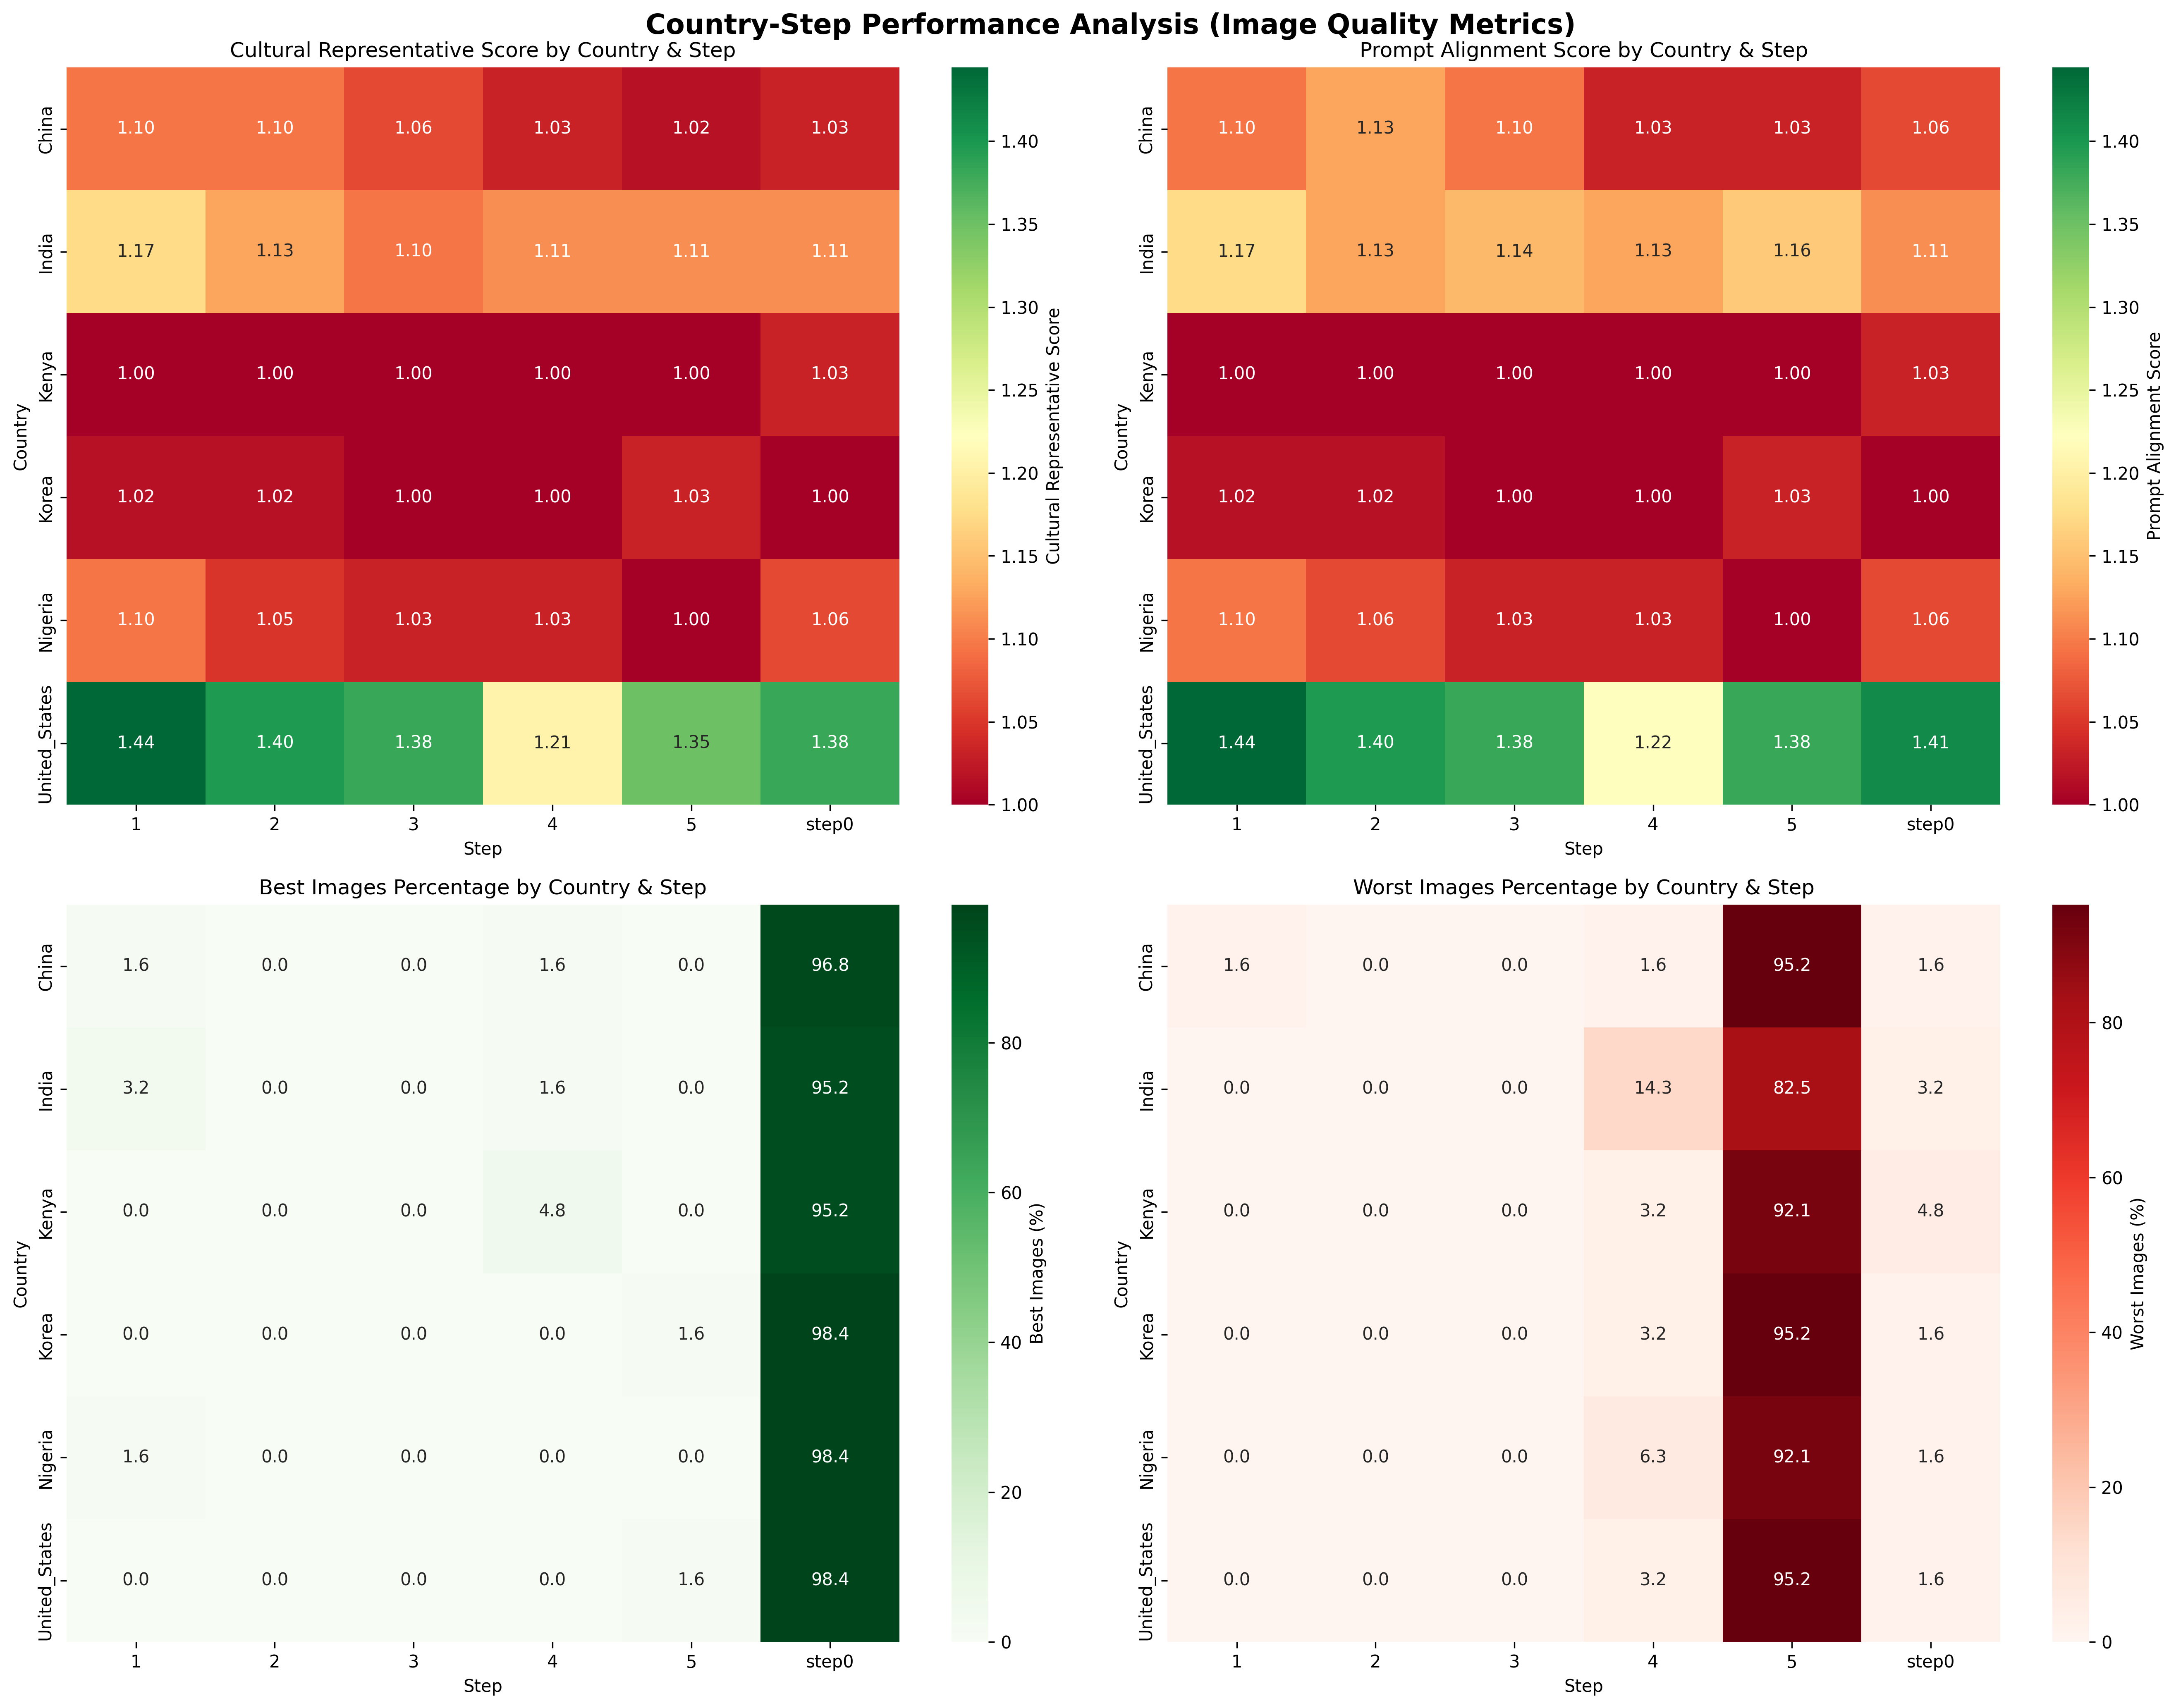 Country-Step Performance Analysis (Image Quality Metrics)
Cultural Representative Score by Country & Step
China 1.10 1.10 1.06 1.03 1.02 1.03
India 1.17 1.13 1.10 1.11 1.11 1.11
Kenya 1.00 1.00 1.00 1.00 1.00 1.03
Korea 1.02 1.02 1.00 1.00 1.03 1.00
Nigeria 1.10 1.05 1.03 1.03 1.00 1.06
United_States 1.44 1.40 1.38 1.21 1.35 1.38
1 2 3 4 5 step0
Step
Country
1.40
1.35
1.30
1.25
1.20
1.15
1.10
1.05
1.00
Cultural Representative Score
Prompt Alignment Score by Country & Step
China 1.10 1.13 1.10 1.03 1.03 1.06
India 1.17 1.13 1.14 1.13 1.16 1.11
Kenya 1.00 1.00 1.00 1.00 1.00 1.03
Korea 1.02 1.02 1.00 1.00 1.03 1.00
Nigeria 1.10 1.06 1.03 1.03 1.00 1.06
United_States 1.44 1.40 1.38 1.22 1.38 1.41
1 2 3 4 5 step0
Step
Country
1.40
1.35
1.30
1.25
1.20
1.15
1.10
1.05
1.00
Prompt Alignment Score
Best Images Percentage by Country & Step
China 1.6 0.0 0.0 1.6 0.0 96.8
India 3.2 0.0 0.0 1.6 0.0 95.2
Kenya 0.0 0.0 0.0 4.8 0.0 95.2
Korea 0.0 0.0 0.0 0.0 1.6 98.4
Nigeria 1.6 0.0 0.0 0.0 0.0 98.4
United_States 0.0 0.0 0.0 0.0 1.6 98.4
1 2 3 4 5 step0
Step
Country
80
60
40
20
0
Best Images (%)
Worst Images Percentage by Country & Step
China 1.6 0.0 0.0 1.6 95.2 1.6
India 0.0 0.0 0.0 14.3 82.5 3.2
Kenya 0.0 0.0 0.0 3.2 92.1 4.8
Korea 0.0 0.0 0.0 3.2 95.2 1.6
Nigeria 0.0 0.0 0.0 6.3 92.1 1.6
United_States 0.0 0.0 0.0 3.2 95.2 1.6
1 2 3 4 5 step0
Step
Country
80
60
40
20
0
Worst Images (%)